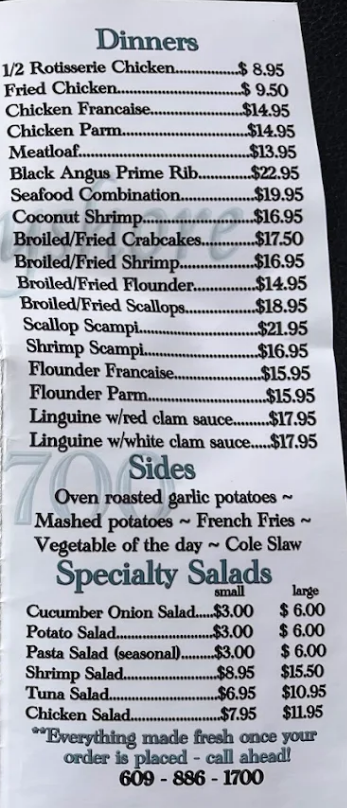 Dinners
1/2 Rotisserie Chicken..............$ 8.95
Fried Chicken...........................$ 9.50
Chicken Francaise....................$14.95
Chicken Parm...........................$14.95
Meatloaf.....................................$13.95
Black Angus Prime Rib...........$22.95
Seafood Combination...............$19.95
Coconut Shrimp.......................$16.95
Broiled/Fried Crabcakes...........$17.50
Broiled/Fried Shrimp...............$16.95
Broiled/Fried Flounder............$14.95
Broiled/Fried Scallops..............$18.95
Scallop Scampi.........................$21.95
Shrimp Scampi........................$16.95
Flounder Francaise..................$15.95
Flounder Parm.........................$15.95
Linguine w/red clam sauce........$17.95
Linguine w/white clam sauce.....$17.95
700
Sides
Oven roasted garlic potatoes ~
Mashed potatoes ~ French Fries ~
Vegetable of the day ~ Cole Slaw
Specialty Salads
small large
Cucumber Onion Salad....$3.00 $ 6.00
Potato Salad.....................$3.00 $ 6.00
Pasta Salad (seasonal).......$3.00 $ 6.00
Shrimp Salad....................$8.95 $15.50
Tuna Salad.......................$6.95 $10.95
Chicken Salad...................$7.95 $11.95
**Everything made fresh once your
order is placed - call ahead!
609 - 886 - 1700